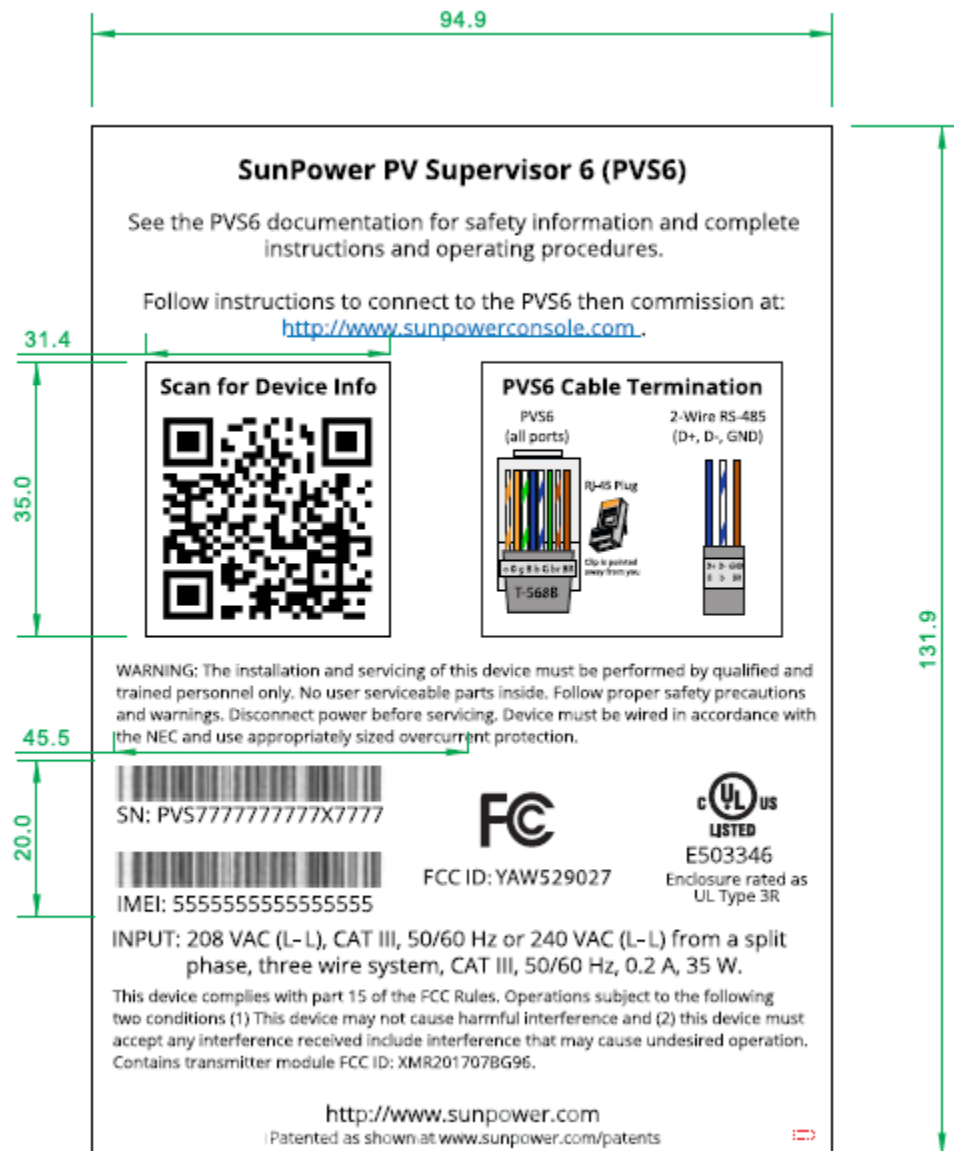 94.9
SunPower PV Supervisor 6 (PVS6)
See the PVS6 documentation for safety information and complete
instructions and operating procedures.
Follow instructions to connect to the PVS6 then commission at:
http://www.sunpowerconsole.com .
31.4
35.0
Scan for Device Info
PVS6 Cable Termination
PVS6
(all ports)
2-Wire RS-485
(D+, D-, GND)
RJ-45 Plug
Clip is pointed
away from you
o O g B b G br BR
T-568B
D+ D- GND
B b BR
131.9
WARNING: The installation and servicing of this device must be performed by qualified and
trained personnel only. No user serviceable parts inside. Follow proper safety precautions
and warnings. Disconnect power before servicing. Device must be wired in accordance with
the NEC and use appropriately sized overcurrent protection.
45.5
20.0
SN: PVS7777777777X7777
IMEI: 555555555555555
FC
FCC ID: YAW529027
C UL US
LISTED
E503346
Enclosure rated as
UL Type 3R
INPUT: 208 VAC (L-L), CAT III, 50/60 Hz or 240 VAC (L-L) from a split
phase, three wire system, CAT III, 50/60 Hz, 0.2 A, 35 W.
This device complies with part 15 of the FCC Rules. Operations subject to the following
two conditions (1) This device may not cause harmful interference and (2) this device must
accept any interference received include interference that may cause undesired operation.
Contains transmitter module FCC ID: XMR201707BG96.
http://www.sunpower.com
Patented as shown at www.sunpower.com/patents